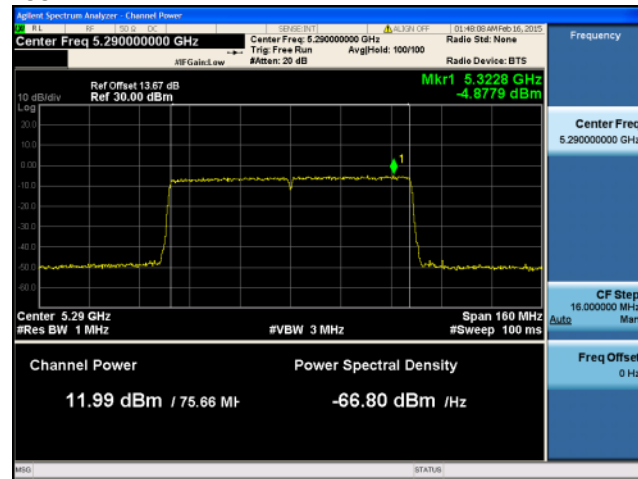 Agilent Spectrum Analyzer - Channel Power
RL RF 50 Ω DC SENSE:INT ALIGN OFF 01:48:08 AM Feb 16, 2015
Center Freq 5.290000000 GHz
Center Freq: 5.290000000 GHz
Radio Std: None
Trig: Free Run Avg|Hold: 100/100
#IFGain:Low #Atten: 20 dB Radio Device: BTS
Ref Offset 13.67 dB
10 dB/div Ref 30.00 dBm
Mkr1 5.3228 GHz
-4.8779 dBm
Log
20.0
10.0
0.00
-10.0
-20.0
-30.0
-40.0
-50.0
-60.0
1
Center 5.29 GHz Span 160 MHz
#Res BW 1 MHz #VBW 3 MHz #Sweep 100 ms
Channel Power
Power Spectral Density
11.99 dBm / 75.66 MH
-66.80 dBm /Hz
MSG STATUS
Frequency
Center Freq
5.290000000 GHz
CF Step
16.000000 MHz
Auto Man
Freq Offset
0 Hz